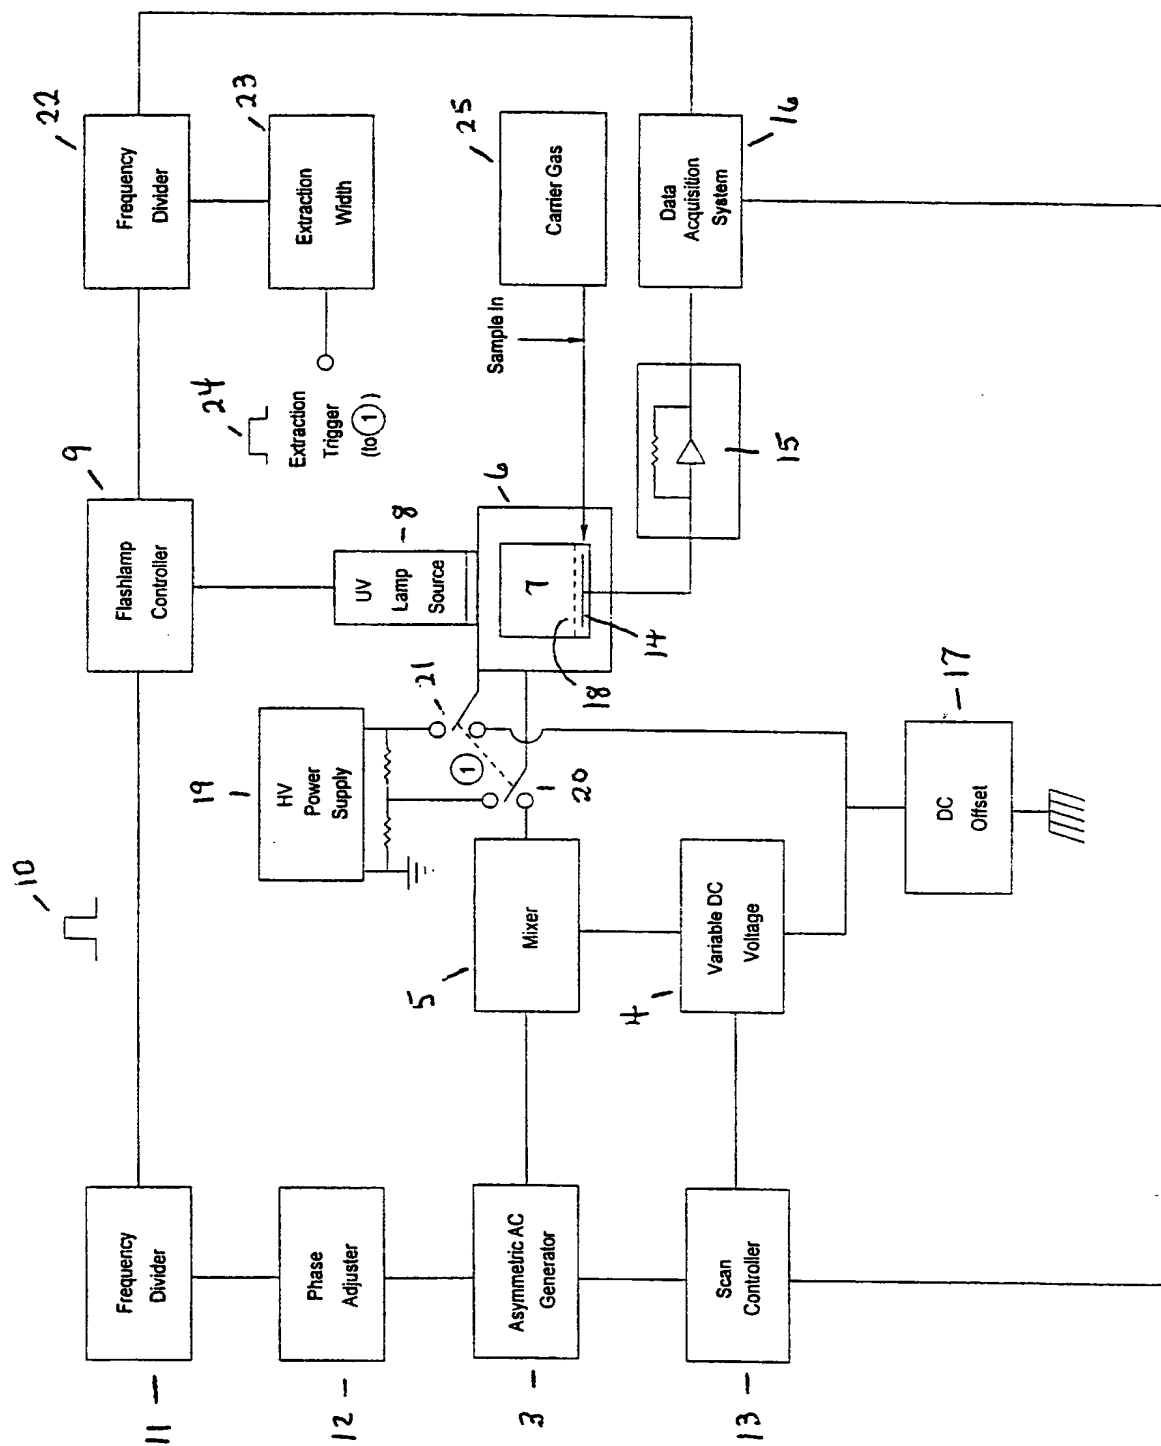 22
Frequency
Divider
23
Extraction
Width
25
Carrier Gas
16
Data
Acquisition
System
24
Extraction
Trigger
(to 1)
Sample In
15
9
Flashlamp
Controller
8
UV
Lamp
Source
6
7
18
14
10
19
HV
Power
Supply
21
1
20
5
Mixer
4
Variable DC
Voltage
17
DC
Offset
11
Frequency
Divider
12
Phase
Adjuster
3
Asymmetric AC
Generator
13
Scan
Controller